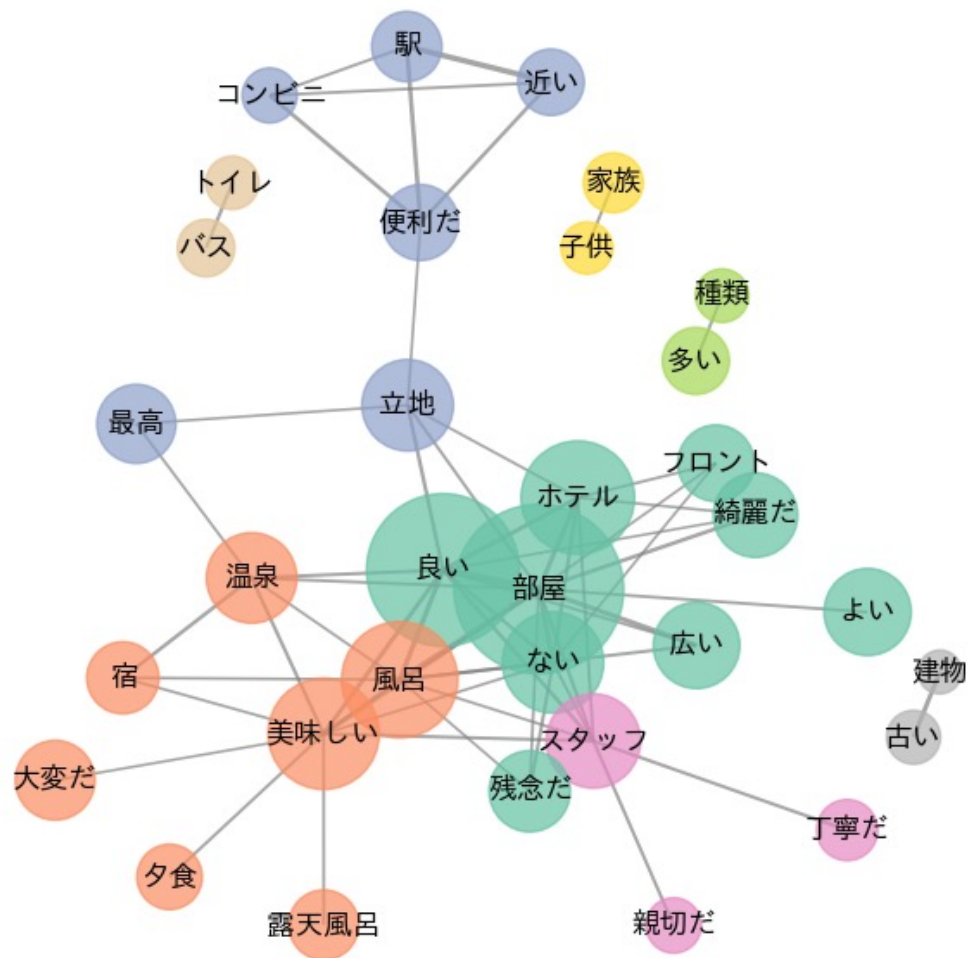 駅
近い
コンビニ
トイレ
家族
便利だ
バス
子供
種類
多い
立地
最高
フロント
ホテル
綺麗だ
良い
温泉
部屋
よい
広い
ない
宿
風呂
建物
美味しい
スタッフ
古い
大変だ
残念だ
丁寧だ
夕食
露天風呂
親切だ